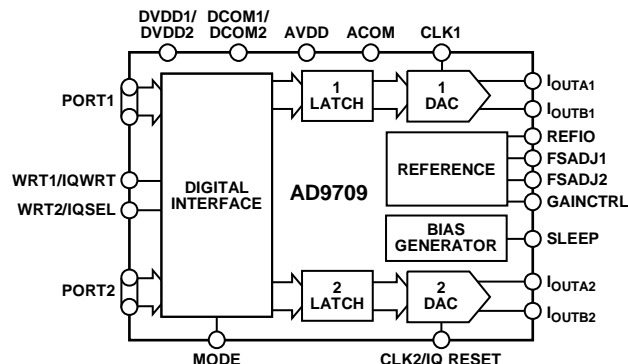 DVDD1/
DVDD2
DCOM1/
DCOM2
AVDD
ACOM
CLK1
PORT1
WRT1/IQWRT
WRT2/IQSEL
PORT2
DIGITAL
INTERFACE
1
LATCH
1
DAC
IOUTA1
IOUTB1
REFERENCE
REFIO
FSADJ1
FSADJ2
GAINCTRL
AD9709
BIAS
GENERATOR
SLEEP
2
LATCH
2
DAC
IOUTA2
IOUTB2
MODE
CLK2/IQ RESET